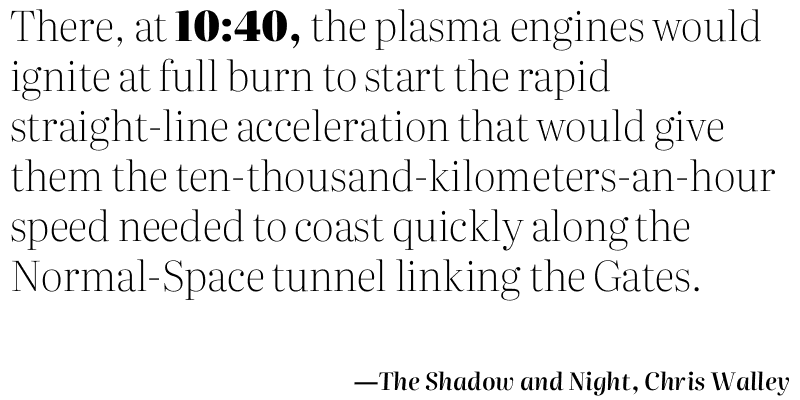 There, at 10:40, the plasma engines would
ignite at full burn to start the rapid
straight-line acceleration that would give
them the ten-thousand-kilometers-an-hour
speed needed to coast quickly along the
Normal-Space tunnel linking the Gates.
—The Shadow and Night, Chris Walley